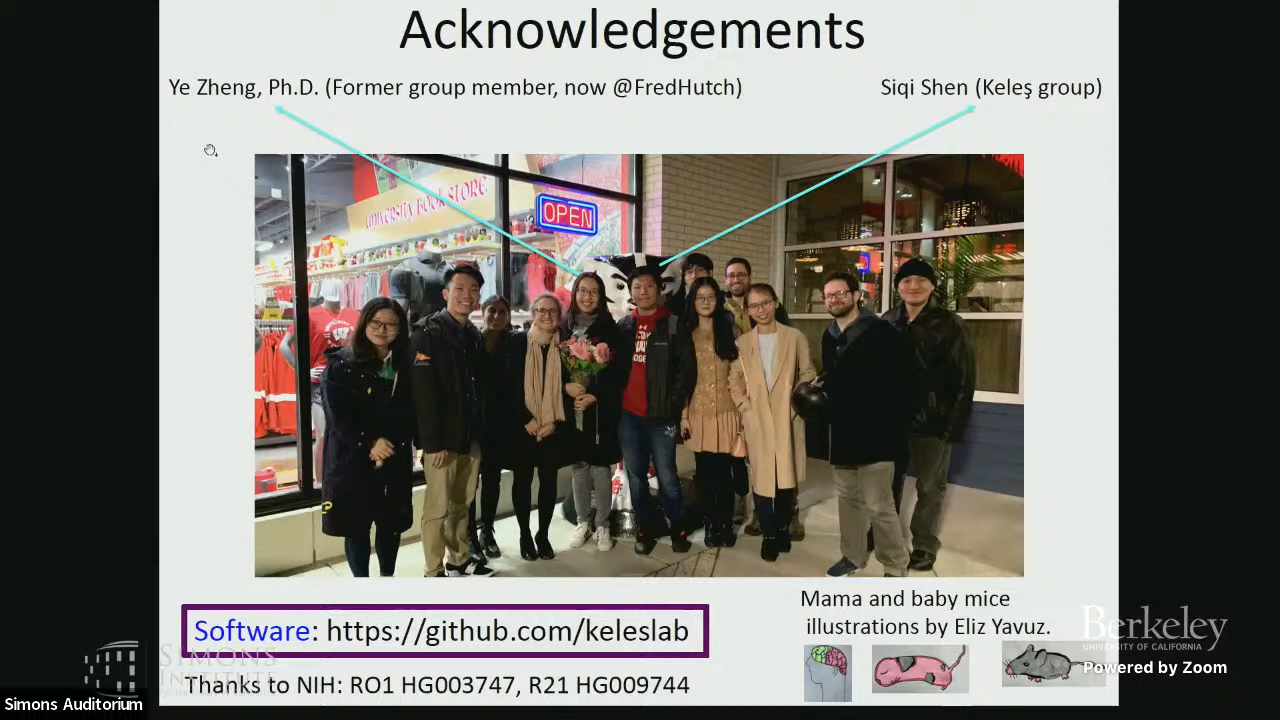 Acknowledgements
Ye Zheng, Ph.D. (Former group member, now @FredHutch)
Siqi Shen (Keleş group)
UNIVERSITY BOOK STORE
OPEN
Mama and baby mice
illustrations by Eliz Yavuz.
Software: https://github.com/keleslab
Thanks to NIH: RO1 HG003747, R21 HG009744
SIMONS
INSTITUTE
Berkeley
UNIVERSITY OF CALIFORNIA
Powered by Zoom
Simons Auditorium